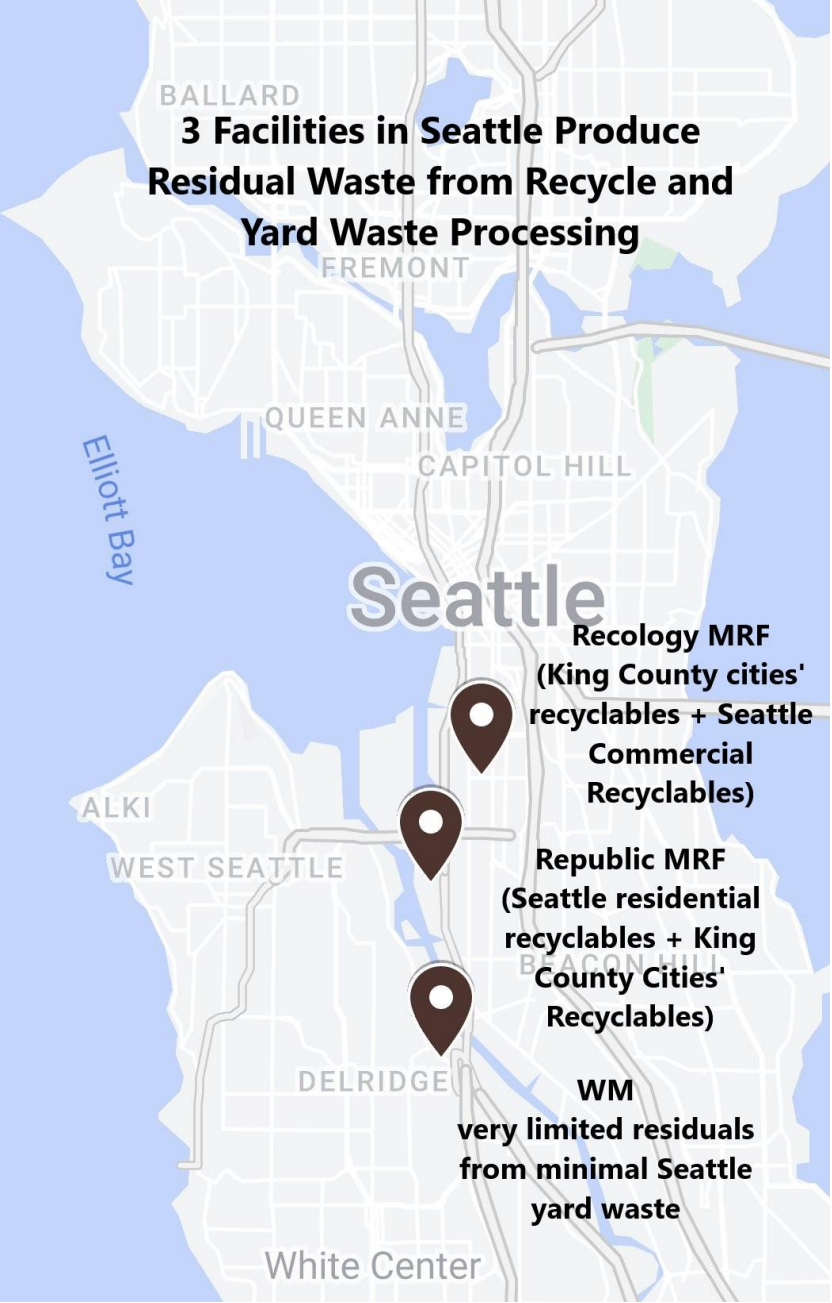 BALLARD
3 Facilities in Seattle Produce
Residual Waste from Recycle and
Yard Waste Processing
FREMONT
QUEEN ANNE
CAPITOL HILL
Elliott Bay
Seattle
Recology MRF
(King County cities'
recyclables + Seattle
Commercial
Recyclables)
ALKI
WEST SEATTLE
Republic MRF
(Seattle residential
recyclables + King
BEACON HILL
County Cities'
Recyclables)
DELRIDGE
WM
very limited residuals
from minimal Seattle
yard waste
White Center